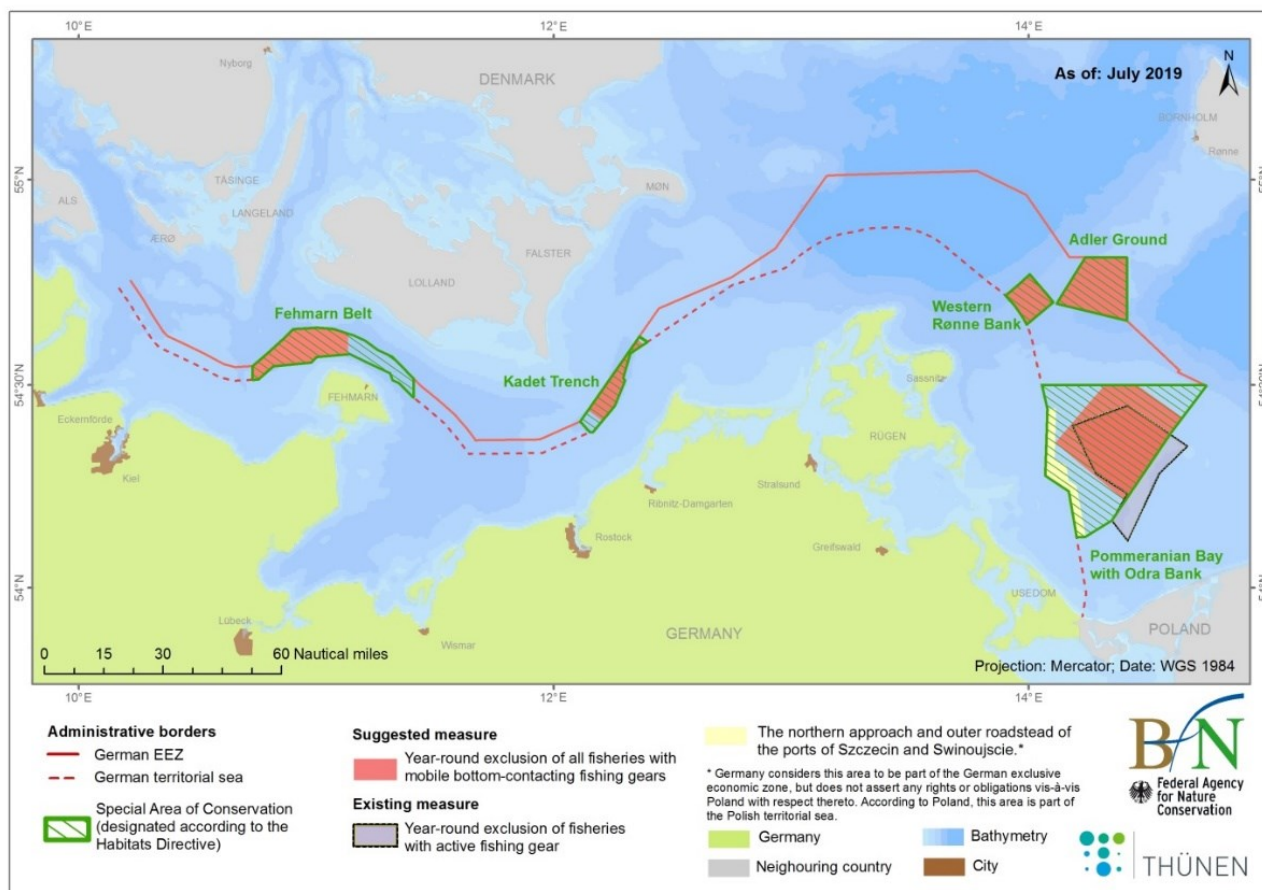 10°E
12°E
14°E
N
As of: July 2019
Nyborg
DENMARK
BORNHOLM
Rønne
55°N
55°N
TASINGE
MØN
ALS
LANGELAND
ÆRØ
FALSTER
LOLLAND
Adler Ground
Fehmarn Belt
Western
Rønne Bank
Kadet Trench
54°30'N
54°30'N
FEHMARN
Sassnitz
Eckernförde
RÜGEN
Kiel
Stralsund
Ribnitz-Damgarten
Rostock
Greifswald
Pommeranian Bay
with Odra Bank
54°N
54°N
USEDOM
Lübeck
Wismar
GERMANY
POLAND
0 15 30 60 Nautical miles
Projection: Mercator; Date: WGS 1984
10°E
12°E
14°E
Administrative borders
German EEZ
German territorial sea
Special Area of Conservation
(designated according to the
Habitats Directive)
Suggested measure
Year-round exclusion of all fisheries with
mobile bottom-contacting fishing gears
Existing measure
Year-round exclusion of fisheries
with active fishing gear
The northern approach and outer roadstead of
the ports of Szczecin and Swinoujscie.*
* Germany considers this area to be part of the German exclusive
economic zone, but does not assert any rights or obligations vis-à-vis
Poland with respect thereto. According to Poland, this area is part of
the Polish territorial sea.
Germany
Bathymetry
Neighouring country
City
BfN
Federal Agency
for Nature
Conservation
THÜNEN